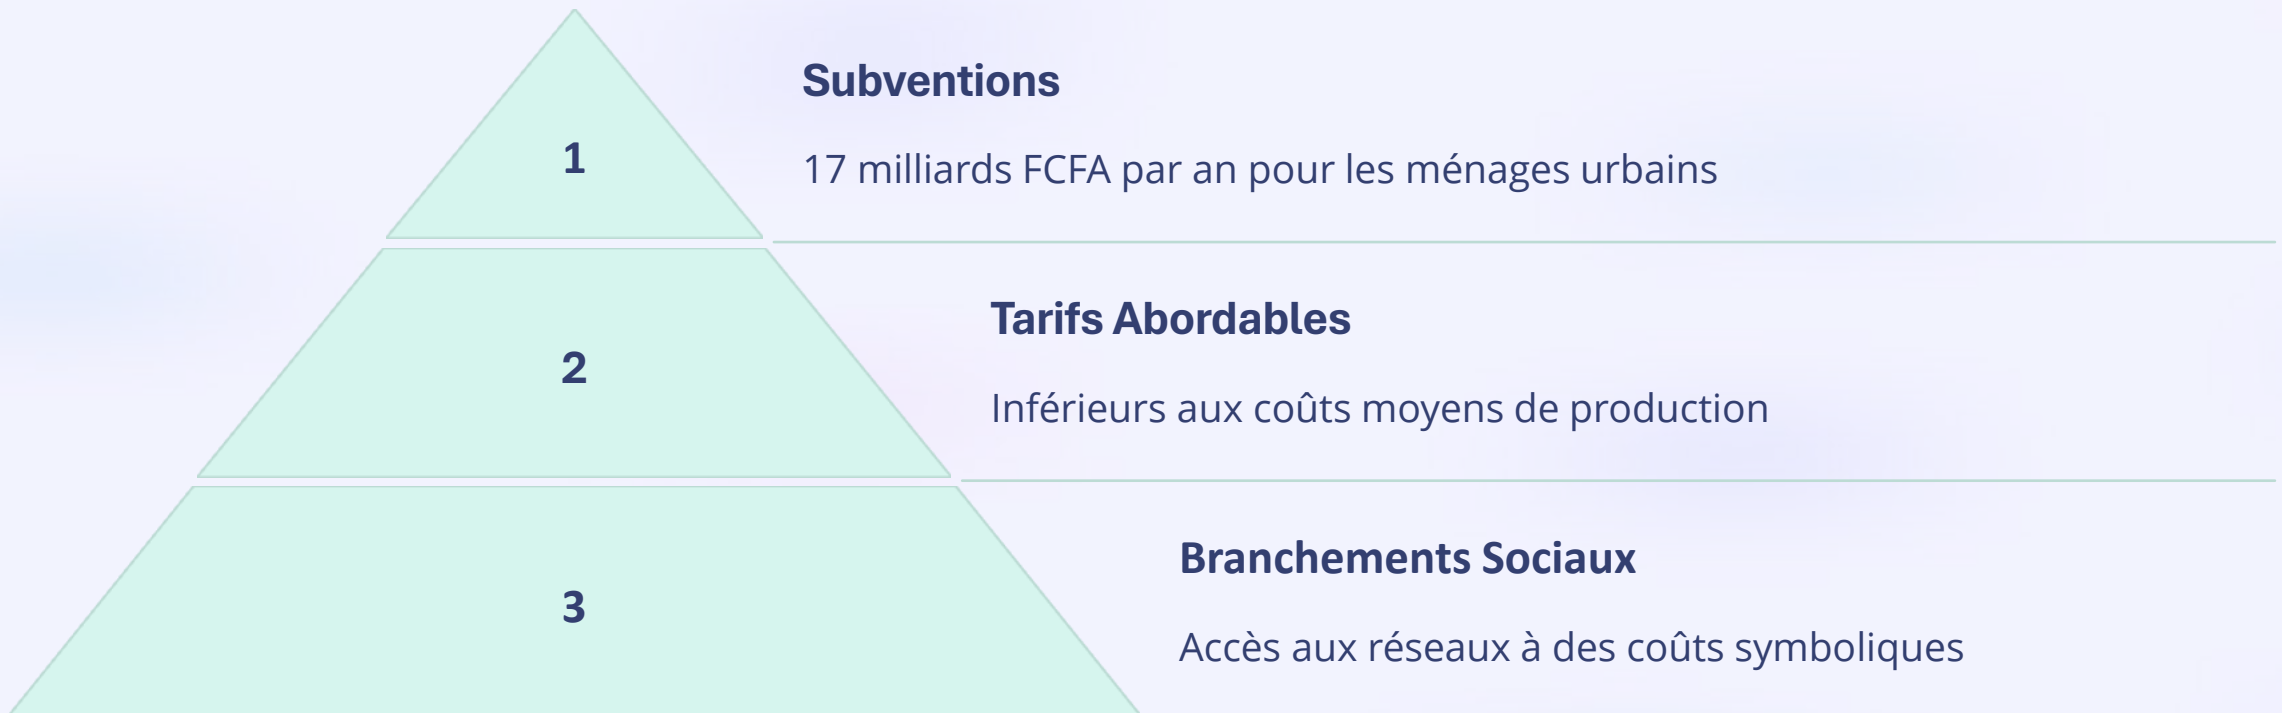 1
Subventions
17 milliards FCFA par an pour les ménages urbains
2
Tarifs Abordables
Inférieurs aux coûts moyens de production
3
Branchements Sociaux
Accès aux réseaux à des coûts symboliques